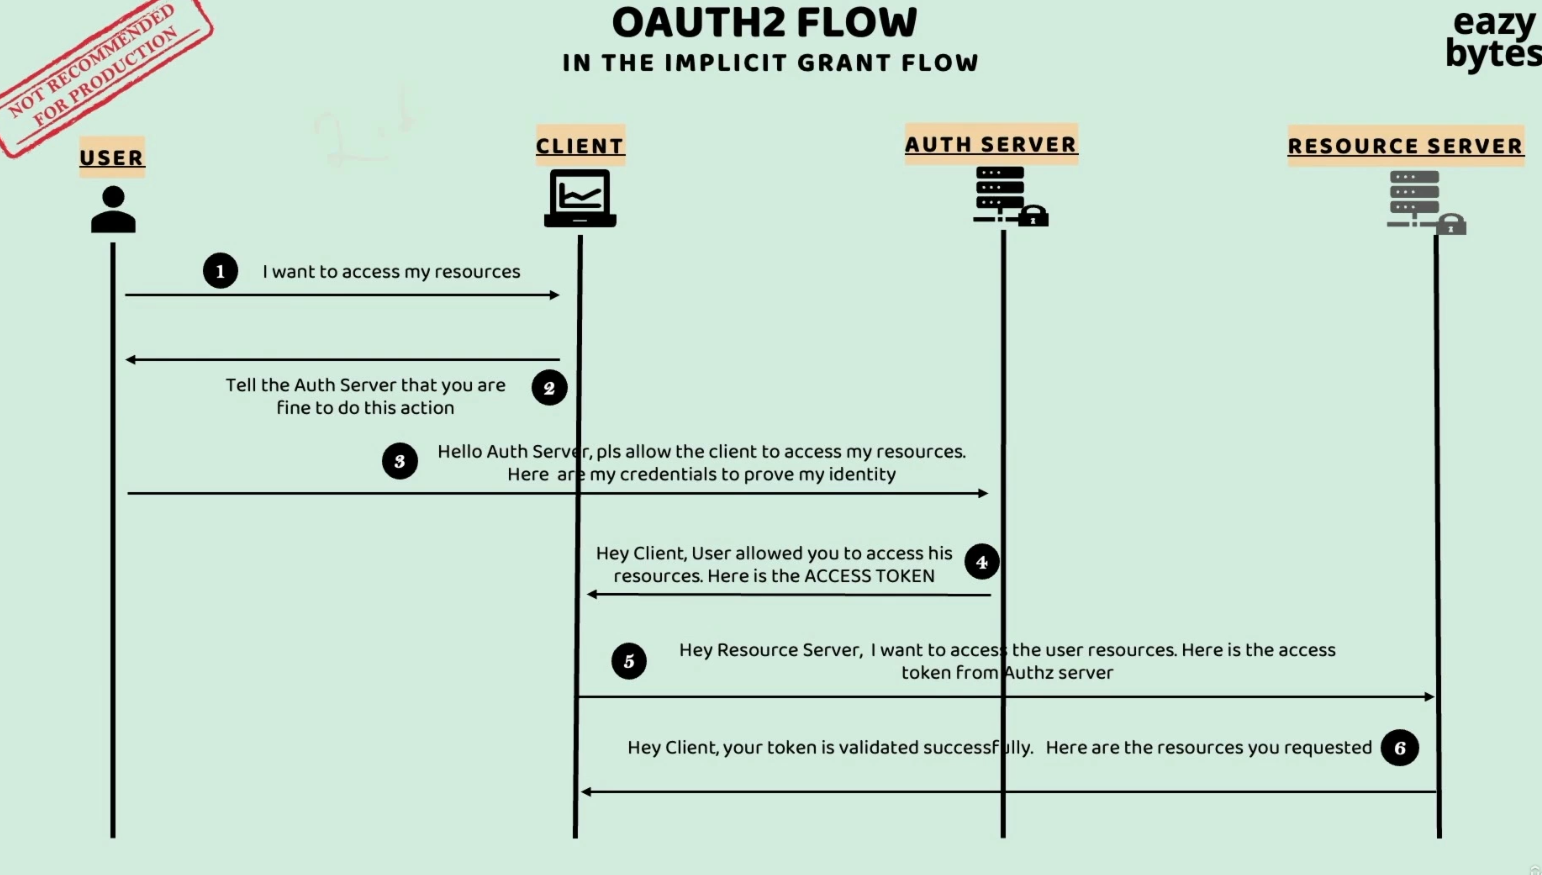 NOT RECOMMENDED
FOR PRODUCTION
OAUTH2 FLOW
IN THE IMPLICIT GRANT FLOW
eazy
bytes
USER
CLIENT
AUTH SERVER
RESOURCE SERVER
1 I want to access my resources
Tell the Auth Server that you are
fine to do this action
2
3 Hello Auth Server, pls allow the client to access my resources.
Here are my credentials to prove my identity
Hey Client, User allowed you to access his
resources. Here is the ACCESS TOKEN
4
5 Hey Resource Server, I want to access the user resources. Here is the access
token from Authz server
Hey Client, your token is validated successfully. Here are the resources you requested 6